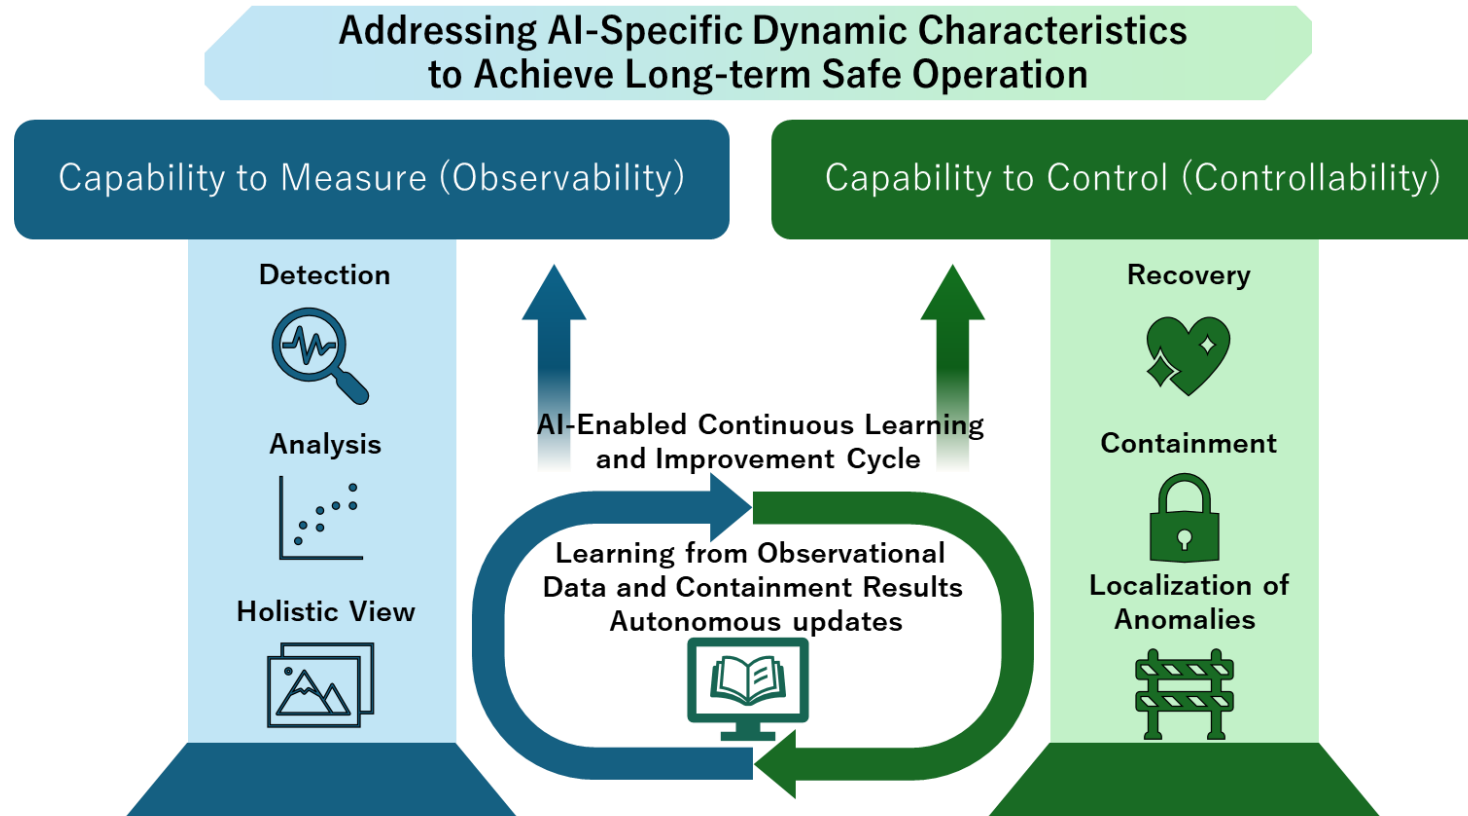 Addressing AI-Specific Dynamic Characteristics
to Achieve Long-term Safe Operation
Capability to Measure (Observability)
Capability to Control (Controllability)
Detection
Analysis
Holistic View
AI-Enabled Continuous Learning
and Improvement Cycle
Learning from Observational
Data and Containment Results
Autonomous updates
Recovery
Containment
Localization of
Anomalies